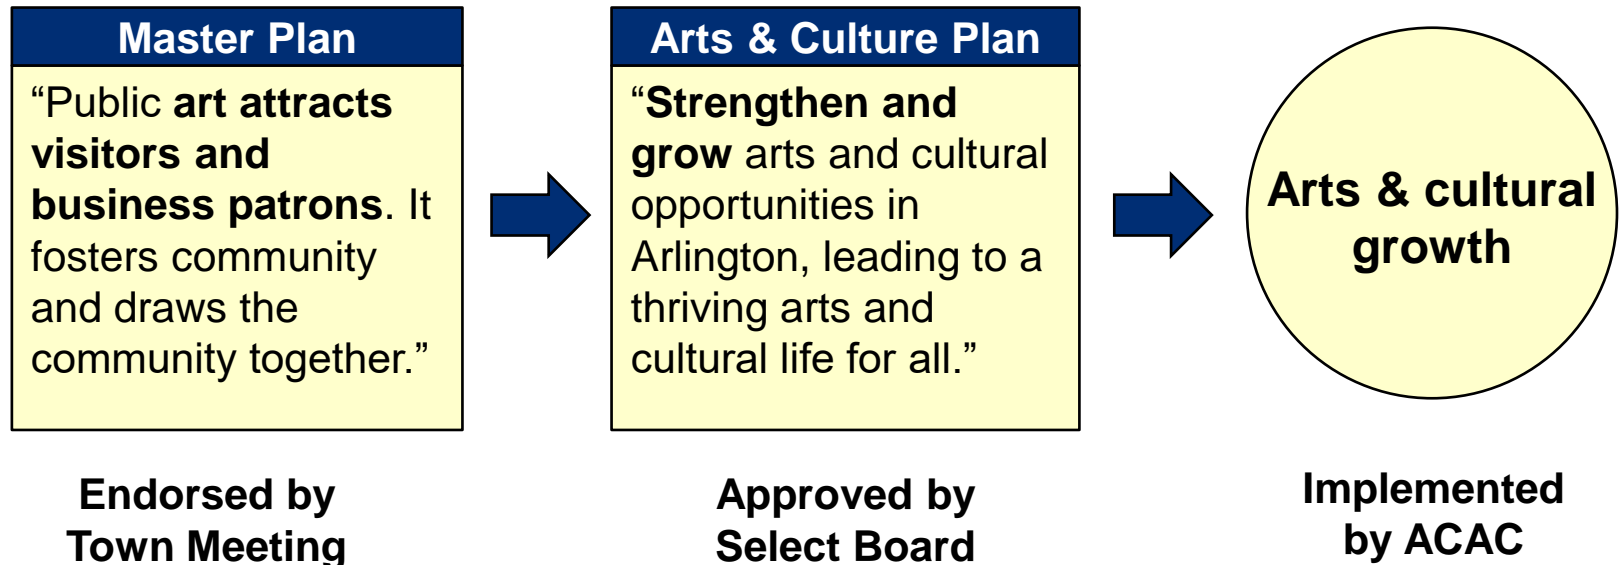 Master Plan
“Public art attracts
visitors and
business patrons. It
fosters community
and draws the
community together.”
Endorsed by
Town Meeting
Arts & Culture Plan
“Strengthen and
grow arts and cultural
opportunities in
Arlington, leading to a
thriving arts and
cultural life for all.”
Approved by
Select Board
Arts & cultural
growth
Implemented
by ACAC